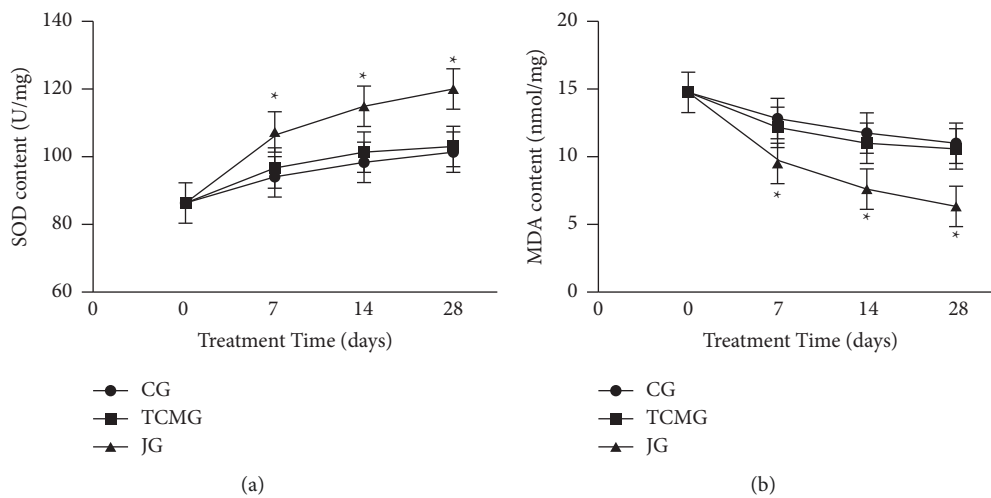 140
120
100
80
60
SOD content (U/mg)
*
*
*
0
0
7
14
28
Treatment Time (days)
CG
TCMG
JG
(a)
20
15
10
5
0
MDA content (nmol/mg)
*
*
*
0
0
7
14
28
Treatment Time (days)
CG
TCMG
JG
(b)